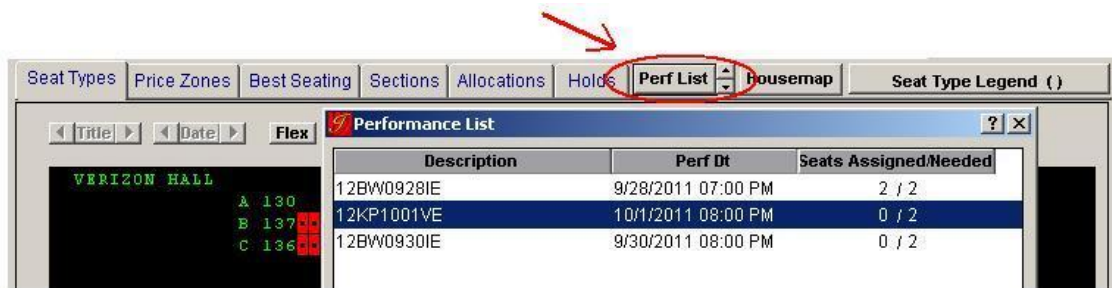 Seat Types Price Zones Best Seating Sections Allocations Holds Perf List Housemap Seat Type Legend ( )
Title Date Flex Performance List
Description Perf Dt Seats Assigned/Needed
VERIZON HALL
12BW0928IE 9/28/2011 07:00 PM 2 / 2
A 130
12KP1001VE 10/1/2011 08:00 PM 0 / 2
B 137
12BW0930IE 9/30/2011 08:00 PM 0 / 2
C 136